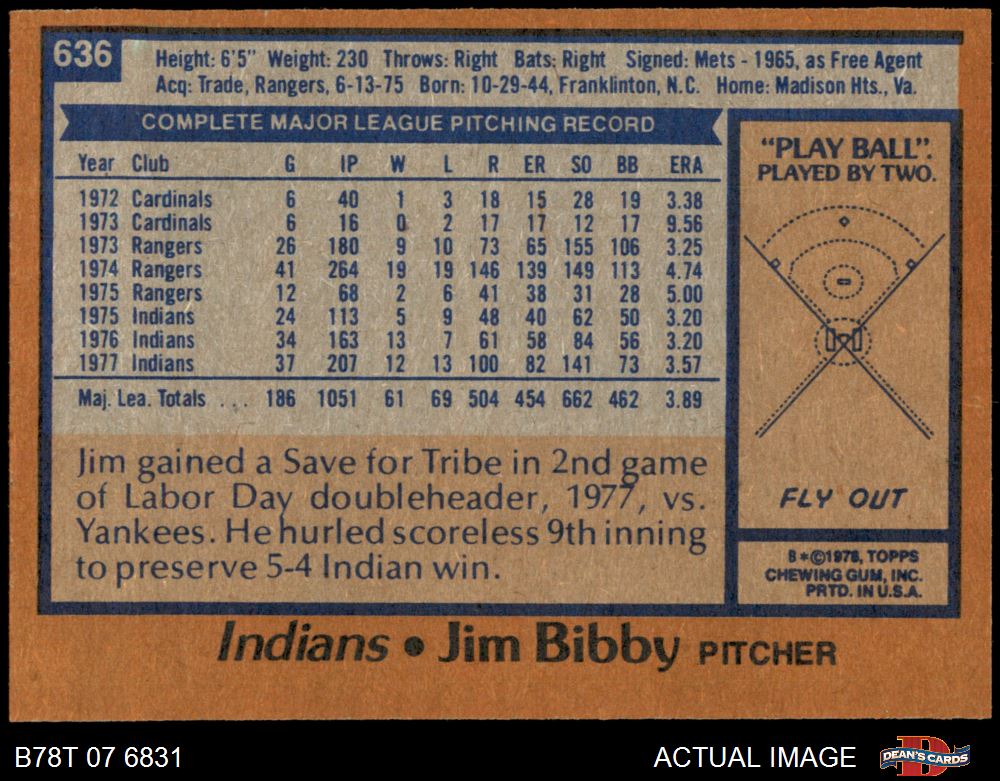 636
Height: 6'5" Weight: 230 Throws: Right Bats: Right Signed: Mets - 1965, as Free Agent
Acq: Trade, Rangers, 6-13-75 Born: 10-29-44, Franklinton, N.C. Home: Madison Hts., Va.
COMPLETE MAJOR LEAGUE PITCHING RECORD
Year Club G IP W L R ER SO BB ERA
1972 Cardinals 6 40 1 3 18 15 28 19 3.38
1973 Cardinals 6 16 0 2 17 17 12 17 9.56
1973 Rangers 26 180 9 10 73 65 155 106 3.25
1974 Rangers 41 264 19 19 146 139 149 113 4.74
1975 Rangers 12 68 2 6 41 38 31 28 5.00
1975 Indians 24 113 5 9 48 40 62 50 3.20
1976 Indians 34 163 13 7 61 58 84 56 3.20
1977 Indians 37 207 12 13 100 82 141 73 3.57
Maj. Lea. Totals ... 186 1051 61 69 504 454 662 462 3.89
Jim gained a Save for Tribe in 2nd game
of Labor Day doubleheader, 1977, vs.
Yankees. He hurled scoreless 9th inning
to preserve 5-4 Indian win.
"PLAY BALL".
PLAYED BY TWO.
FLY OUT
B*©1978, TOPPS
CHEWING GUM, INC.
PRTD. IN U.S.A.
Indians • Jim Bibby PITCHER
B78T 07 6831
ACTUAL IMAGE
DEAN'S CARDS